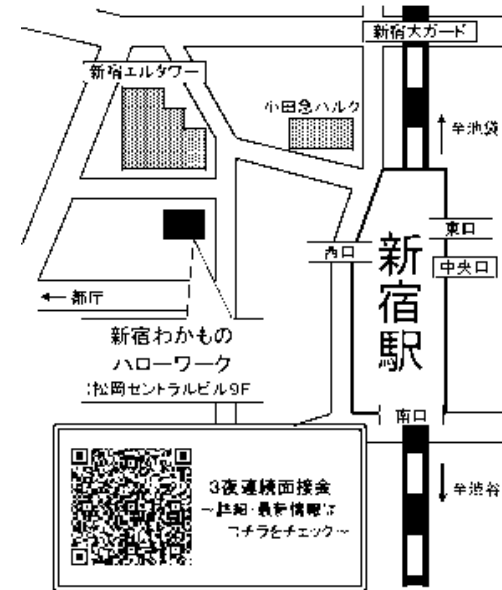 新宿大ガード
新宿エルタワー
小田急ハルク
至池袋
東口
西口
中央口
新宿駅
← 都庁
新宿わかもの
ハローワーク
松岡セントラルビル9F
南口
至渋谷
3夜連続面接会
～詳細・最新情報は
コチラをチェック～